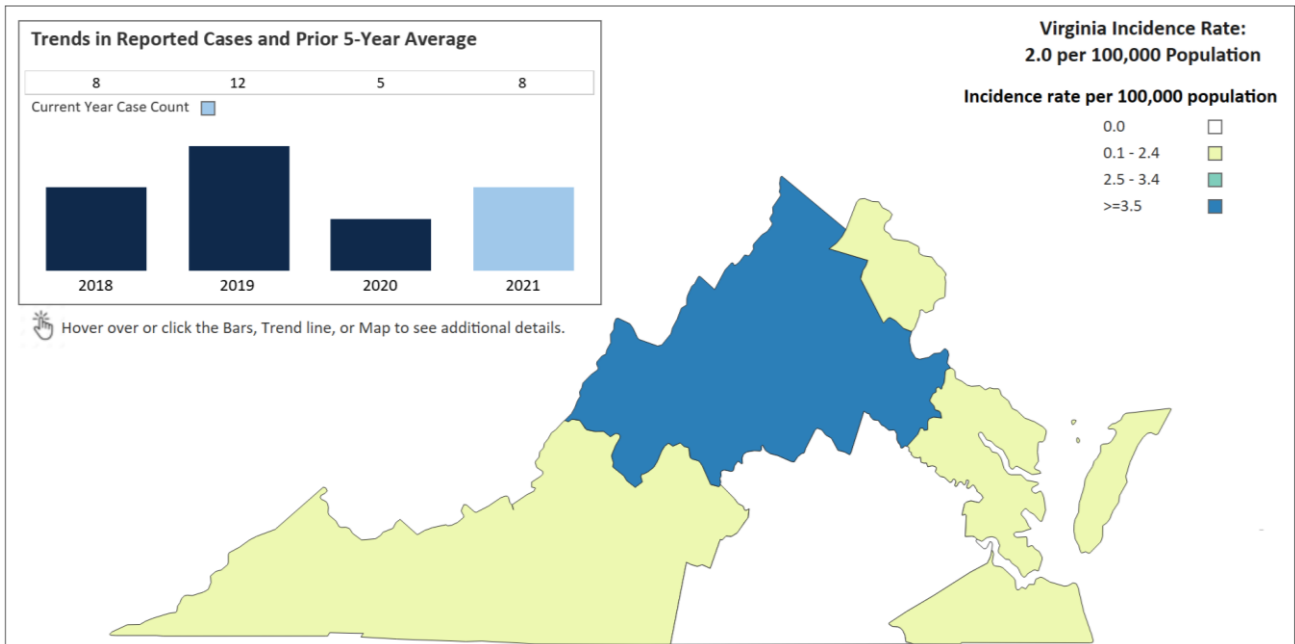 Trends in Reported Cases and Prior 5-Year Average
8 12 5 8
Current Year Case Count
2018 2019 2020 2021
Hover over or click the Bars, Trend line, or Map to see additional details.
Virginia Incidence Rate:
2.0 per 100,000 Population
Incidence rate per 100,000 population
0.0
0.1 - 2.4
2.5 - 3.4
>=3.5